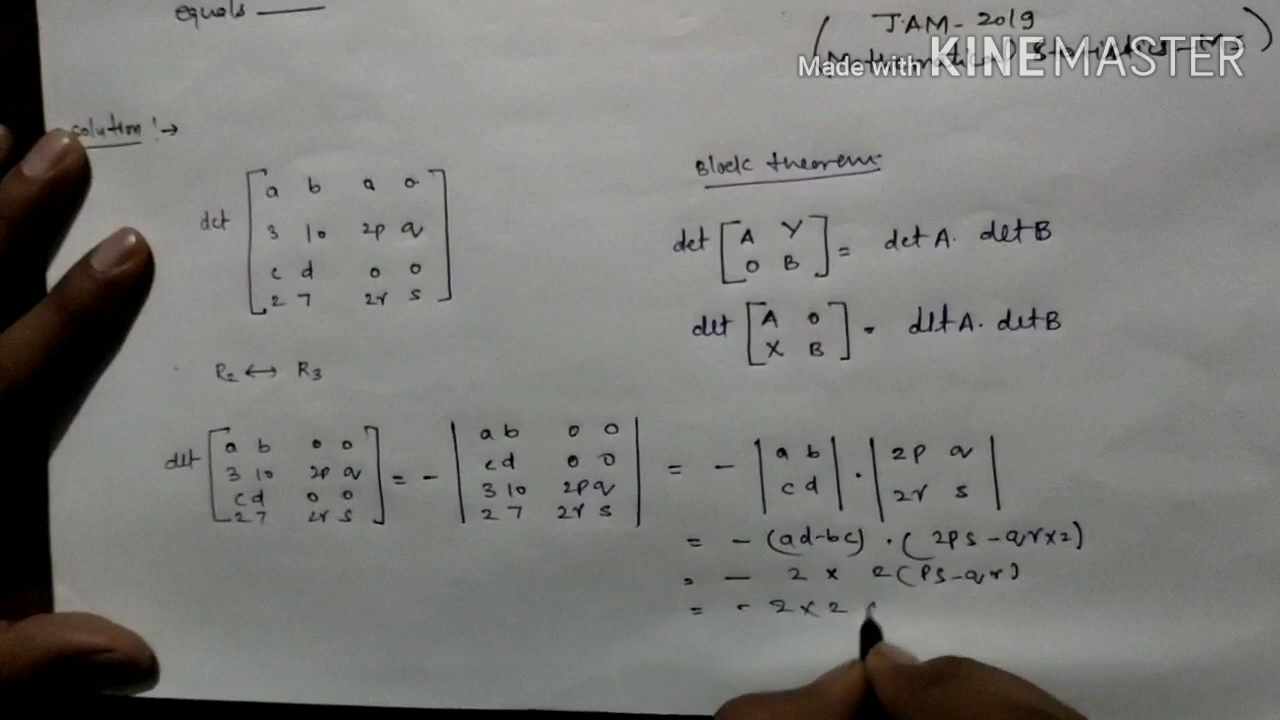 equals ____
( JAM - 2019
Made with KINEMASTER
Solution :→
det [ a b a 0
3 10 2p q
c d 0 0
2 7 2r s ]
R2 ↔ R3
Block theorem:
det [ A Y
0 B ] = det A. det B
det [ A 0
X B ] = det A. det B
det [ a b 0 0
3 10 2p q
c d 0 0
2 7 2r s ]
= - | a b 0 0
c d 0 0
3 10 2p q
2 7 2r s |
= - | a b
c d | . | 2p q
2r s |
= - (ad-bc) . ( 2ps - qr×2)
= - 2 × 2(ps-qr)
= - 2×2